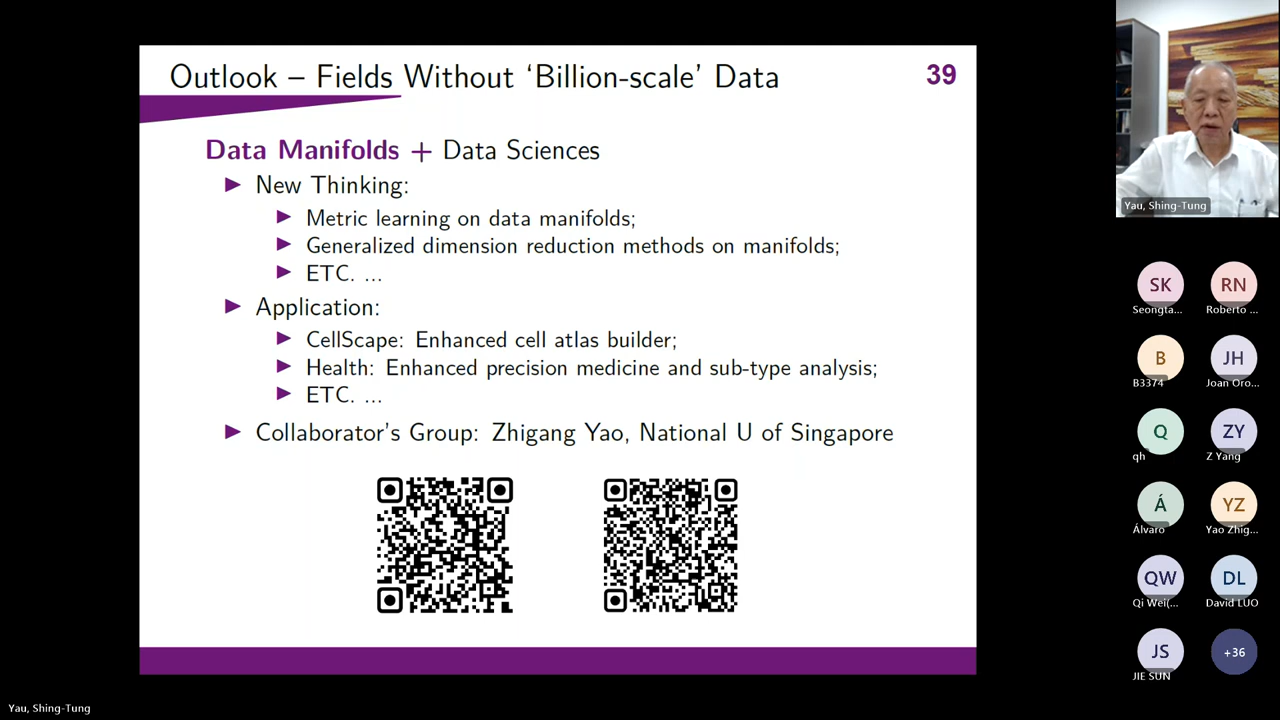 Outlook – Fields Without ‘Billion-scale’ Data
39
Data Manifolds + Data Sciences
New Thinking:
Metric learning on data manifolds;
Generalized dimension reduction methods on manifolds;
ETC. ...
Application:
CellScape: Enhanced cell atlas builder;
Health: Enhanced precision medicine and sub-type analysis;
ETC. ...
Collaborator's Group: Zhigang Yao, National U of Singapore
Yau, Shing-Tung
SK
RN
Seongta...
Roberto ...
B
JH
B3374
Joan Oro...
Q
ZY
qh
Z Yang
Á
YZ
Álvaro
Yao Zhig...
QW
DL
Qi Wei(...
David LUO
JS
+36
JIE SUN
Yau, Shing-Tung